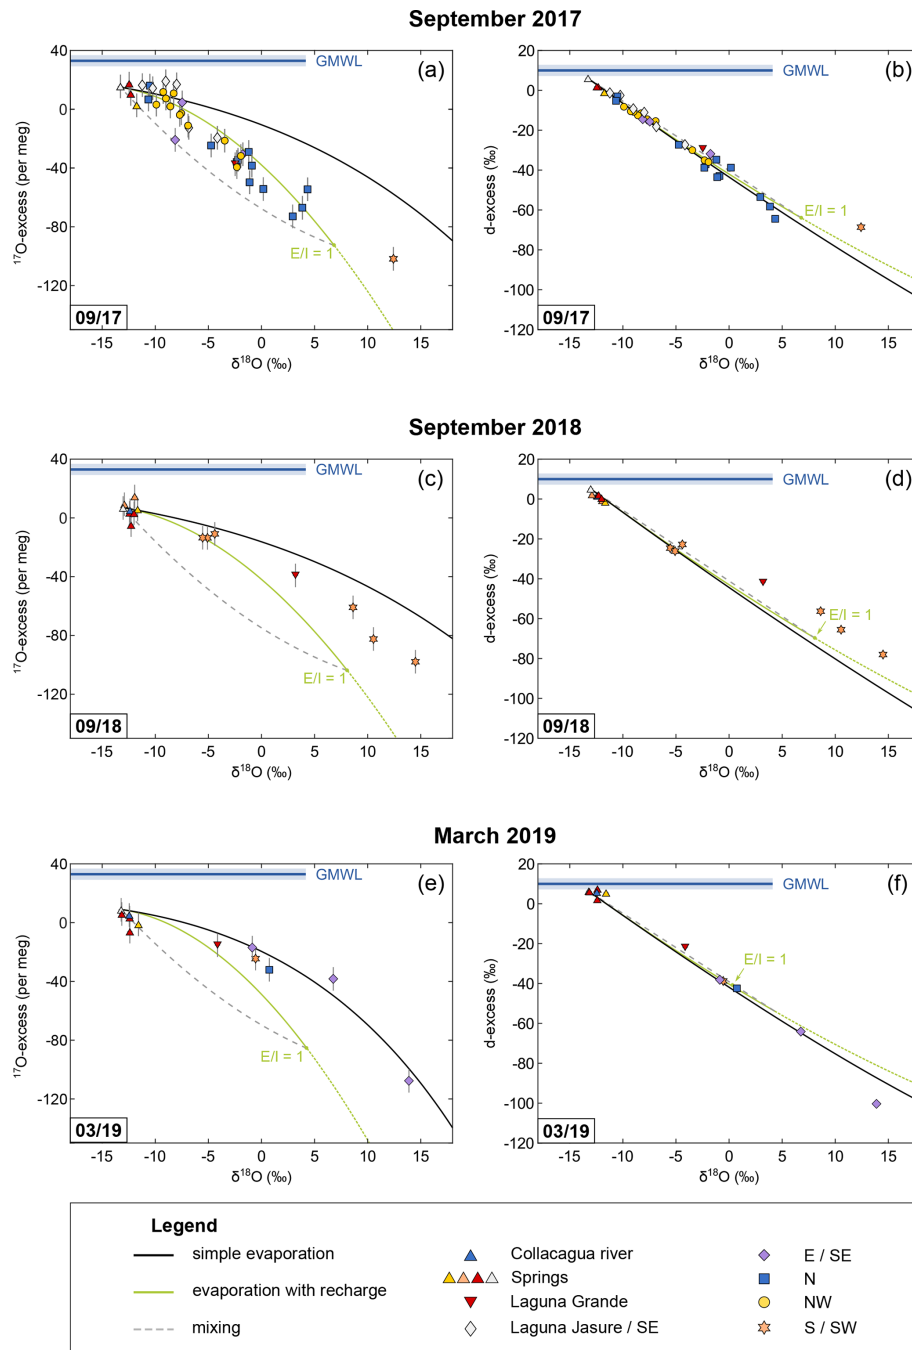 September 2017
40
0
-40
-80
-120
-15
-10
-5
0
5
10
15
¹⁷O-excess (per meg)
δ¹⁸O (‰)
GMWL
(a)
E/I = 1
09/17
20
0
-20
-40
-60
-80
-100
-120
-15
-10
-5
0
5
10
15
d-excess (‰)
δ¹⁸O (‰)
GMWL
(b)
E/I = 1
09/17
September 2018
40
0
-40
-80
-120
-15
-10
-5
0
5
10
15
¹⁷O-excess (per meg)
δ¹⁸O (‰)
GMWL
(c)
E/I = 1
09/18
20
0
-20
-40
-60
-80
-100
-120
-15
-10
-5
0
5
10
15
d-excess (‰)
δ¹⁸O (‰)
GMWL
(d)
E/I = 1
09/18
March 2019
40
0
-40
-80
-120
-15
-10
-5
0
5
10
15
¹⁷O-excess (per meg)
δ¹⁸O (‰)
GMWL
(e)
E/I = 1
03/19
20
0
-20
-40
-60
-80
-100
-120
-15
-10
-5
0
5
10
15
d-excess (‰)
δ¹⁸O (‰)
GMWL
(f)
E/I = 1
03/19
Legend
simple evaporation
evaporation with recharge
mixing
Collacagua river
Springs
Laguna Grande
Laguna Jasure / SE
E / SE
N
NW
S / SW